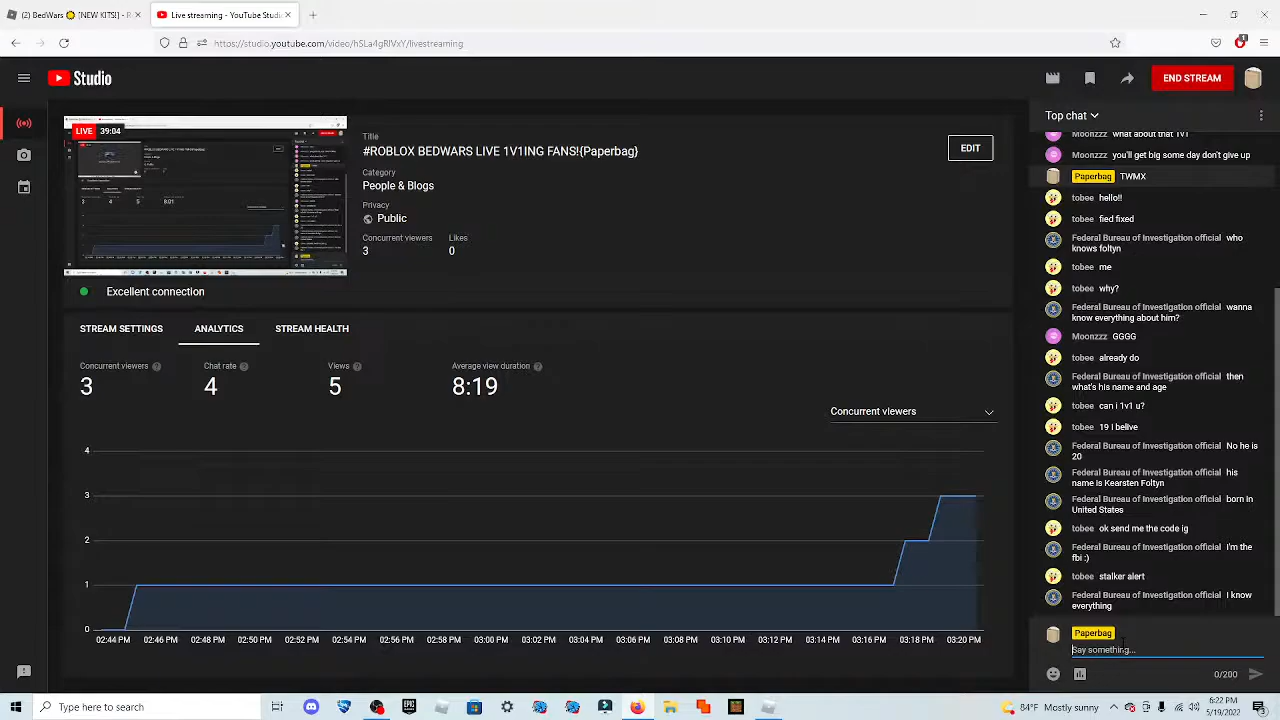 (2) BedWars [NEW KITS!] - R
Live streaming - YouTube Studio
https://studio.youtube.com/video/hSLa4gRlVxY/livestreaming
Studio
END STREAM
LIVE 39:04
Title
#ROBLOX BEDWARS LIVE 1V1ING FANS(Paperbag)
EDIT
Category
People & Blogs
Privacy
Public
Concurrent viewers
Likes
3
0
Excellent connection
STREAM SETTINGS
ANALYTICS
STREAM HEALTH
Concurrent viewers
Chat rate
Views
Average view duration
3
4
5
8:19
Concurrent viewers
4
3
2
1
0
02:44 PM 02:46 PM 02:48 PM 02:50 PM 02:52 PM 02:54 PM 02:56 PM 02:58 PM 03:00 PM 03:02 PM 03:04 PM 03:06 PM 03:08 PM 03:10 PM 03:12 PM 03:14 PM 03:16 PM 03:18 PM 03:20 PM
Top chat
Moonzzz what about that 1V1
Moonzzz you'll get big some day don't give up
Paperbag TWMX
tobee hello!!
tobee fied fixed
Federal Bureau of Investigation official who
knows foltyn
tobee me
tobee why?
Federal Bureau of Investigation official wanna
know everything about him?
Moonzzz GGGG
tobee already do
Federal Bureau of Investigation official then
what's his name and age
tobee can i 1v1 u?
tobee 19 I belive
Federal Bureau of Investigation official No he is
20
Federal Bureau of Investigation official his
name is Kearsten Foltyn
Federal Bureau of Investigation official born in
United States
tobee ok send me the code ig
Federal Bureau of Investigation official I'm the
fbi :)
tobee stalker alert
Federal Bureau of Investigation official I know
everything
Paperbag
Say something...
0/200
Type here to search
84°F Mostly sunny
6:22 PM
5/19/2022